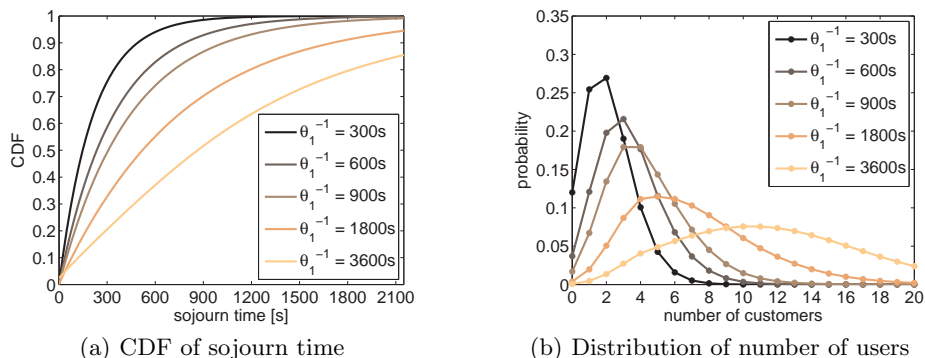 1
0.9
0.8
0.7
0.6
0.5
0.4
0.3
0.2
0.1
0
CDF
0 300 600 900 1200 1500 1800 2100
sojourn time [s]
θ₁⁻¹ = 300s
θ₁⁻¹ = 600s
θ₁⁻¹ = 900s
θ₁⁻¹ = 1800s
θ₁⁻¹ = 3600s
(a) CDF of sojourn time
0.35
0.3
0.25
0.2
0.15
0.1
0.05
0
probability
0 2 4 6 8 10 12 14 16 18 20
number of customers
θ₁⁻¹ = 300s
θ₁⁻¹ = 600s
θ₁⁻¹ = 900s
θ₁⁻¹ = 1800s
θ₁⁻¹ = 3600s
(b) Distribution of number of users